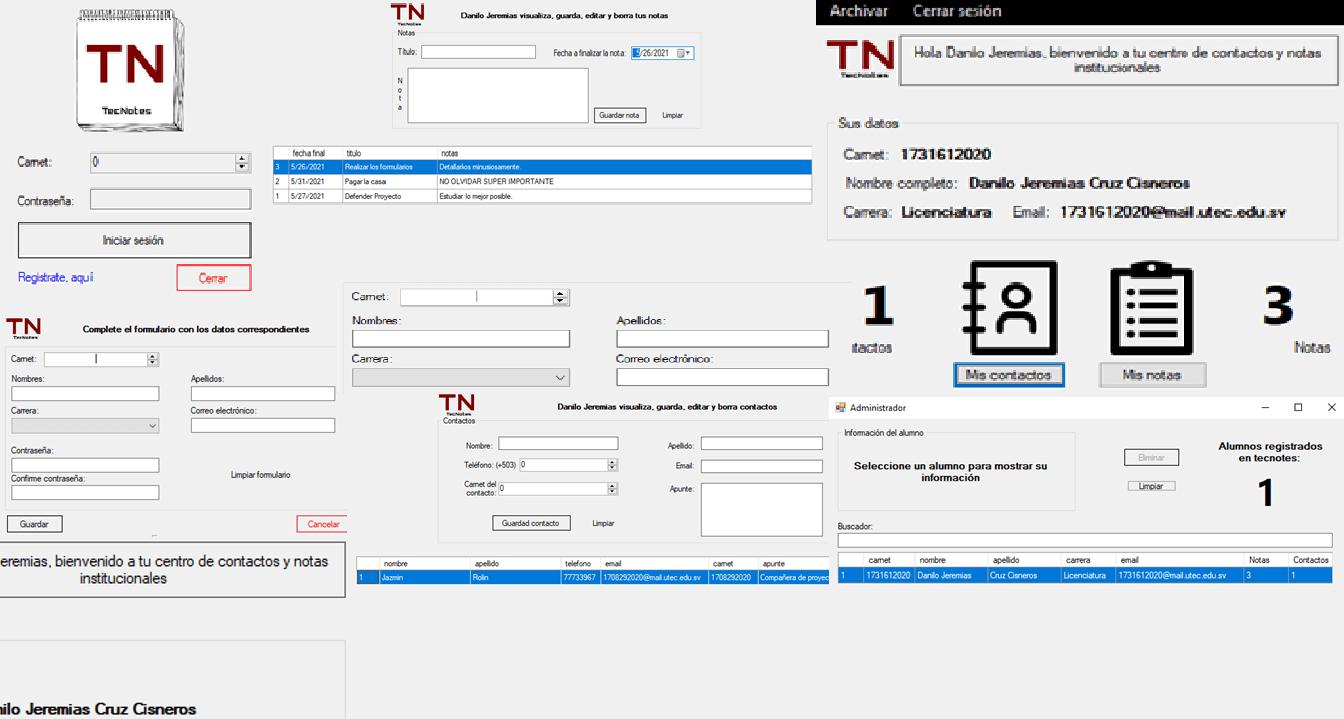 TN
TecNotes
Carnet: 0
Contraseña:
Iniciar sesión
Registrate, aquí
Cerrar
TN
TecNotes
Danilo Jeremias visualiza, guarda, editar y borra tus notas
Notas
Título:
Fecha a finalizar la nota: 5/26/2021
Nota
Guardar nota
Limpiar
fecha final titulo notas
3 5/26/2021 Realizar los formularios Detallarlos minusiosamente.
2 5/31/2021 Pagar la casa NO OLVIDAR SUPER IMPORTANTE
1 5/27/2021 Defender Proyecto Estudiar lo mejor posible.
Archivar Cerrar sesión
TN
TecNotes
Hola Danilo Jeremias, bienvenido a tu centro de contactos y notas
institucionales
Sus datos
Carnet: 1731612020
Nombre completo: Danilo Jeremias Cruz Cisneros
Carrera: Licenciatura Email: 1731612020@mail.utec.edu.sv
1
itactos
Mis contactos
Mis notas
3
Notas
Carnet:
Nombres:
Apellidos:
Carrera:
Correo electrónico:
TN
TecNotes
Complete el formulario con los datos correspondientes
Carnet:
Nombres:
Apellidos:
Carrera:
Correo electrónico:
Contraseña:
Confirme contraseña:
Limpiar formulario
Guardar
Cancelar
eremias, bienvenido a tu centro de contactos y notas
institucionales
nilo Jeremias Cruz Cisneros
TN
TecNotes
Danilo Jeremias visualiza, guarda, editar y borra contactos
Contactos
Nombre:
Apellido:
Teléfono: (+503) 0
Email:
Carnet del
contacto: 0
Apunte:
Guardad contacto
Limpiar
nombre apellido telefono email carnet apunte
1 Jazmin Rolin 77733967 1708292020@mail.utec.edu.sv 1708292020 Compañera de proyec
Administrador
Información del alumno
Seleccione un alumno para mostrar su
información
Eliminar
Limpiar
Alumnos registrados
en tecnotes:
1
Buscador:
carnet nombre apellido carrera email Notas Contactos
1 1731612020 Danilo Jeremias Cruz Cisneros Licenciatura 1731612020@mail.utec.edu.sv 3 1